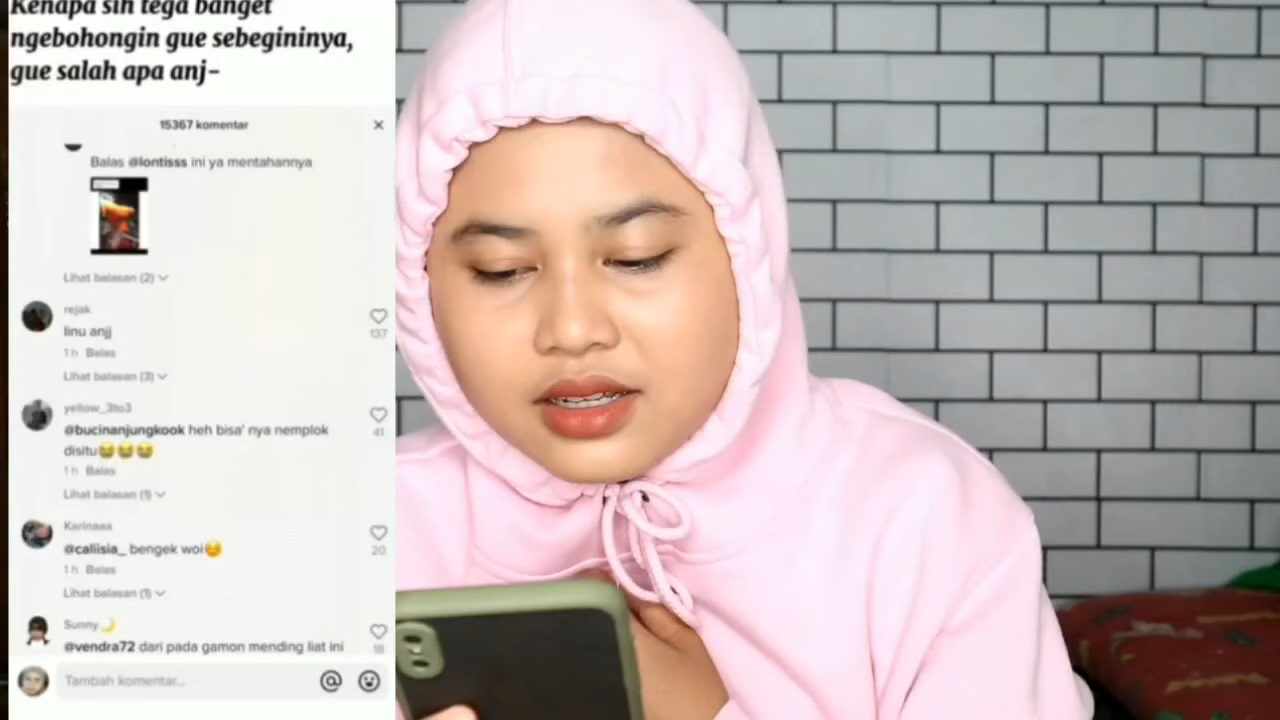 Kenapa sih tega banget
ngebohongin gue sebegininya,
gue salah apa anj-
15367 komentar
Balas @lontisss ini ya mentahannya
Lihat balasan (2)
rejak
linu anjj
137
1 h Balas
Lihat balasan (3)
yellow_3to3
@bucinanjungkook heh bisa' nya nemplok
disitu😭😭😭
41
1 h Balas
Lihat balasan (1)
Karinaaa
@caliisia_ bengek woi☺️
20
1 h Balas
Lihat balasan (1)
Sunny🌙
@vendra72 dari pada gamon mending liat ini
18
Tambah komentar...